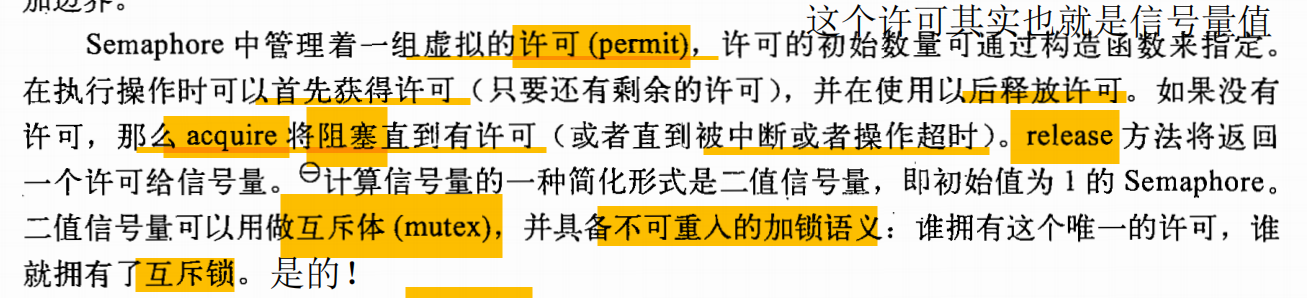 加边界。
这个许可其实也就是信号量值
Semaphore 中管理着一组虚拟的许可 (permit)，许可的初始数量可通过构造函数来指定。
在执行操作时可以首先获得许可（只要还有剩余的许可），并在使用以后释放许可。如果没有
许可，那么 acquire 将阻塞直到有许可（或者直到被中断或者操作超时）。release 方法将返回
一个许可给信号量。⊖计算信号量的一种简化形式是二值信号量，即初始值为 1 的 Semaphore。
二值信号量可以用做互斥体 (mutex)，并具备不可重入的加锁语义：谁拥有这个唯一的许可，谁
就拥有了互斥锁。是的！